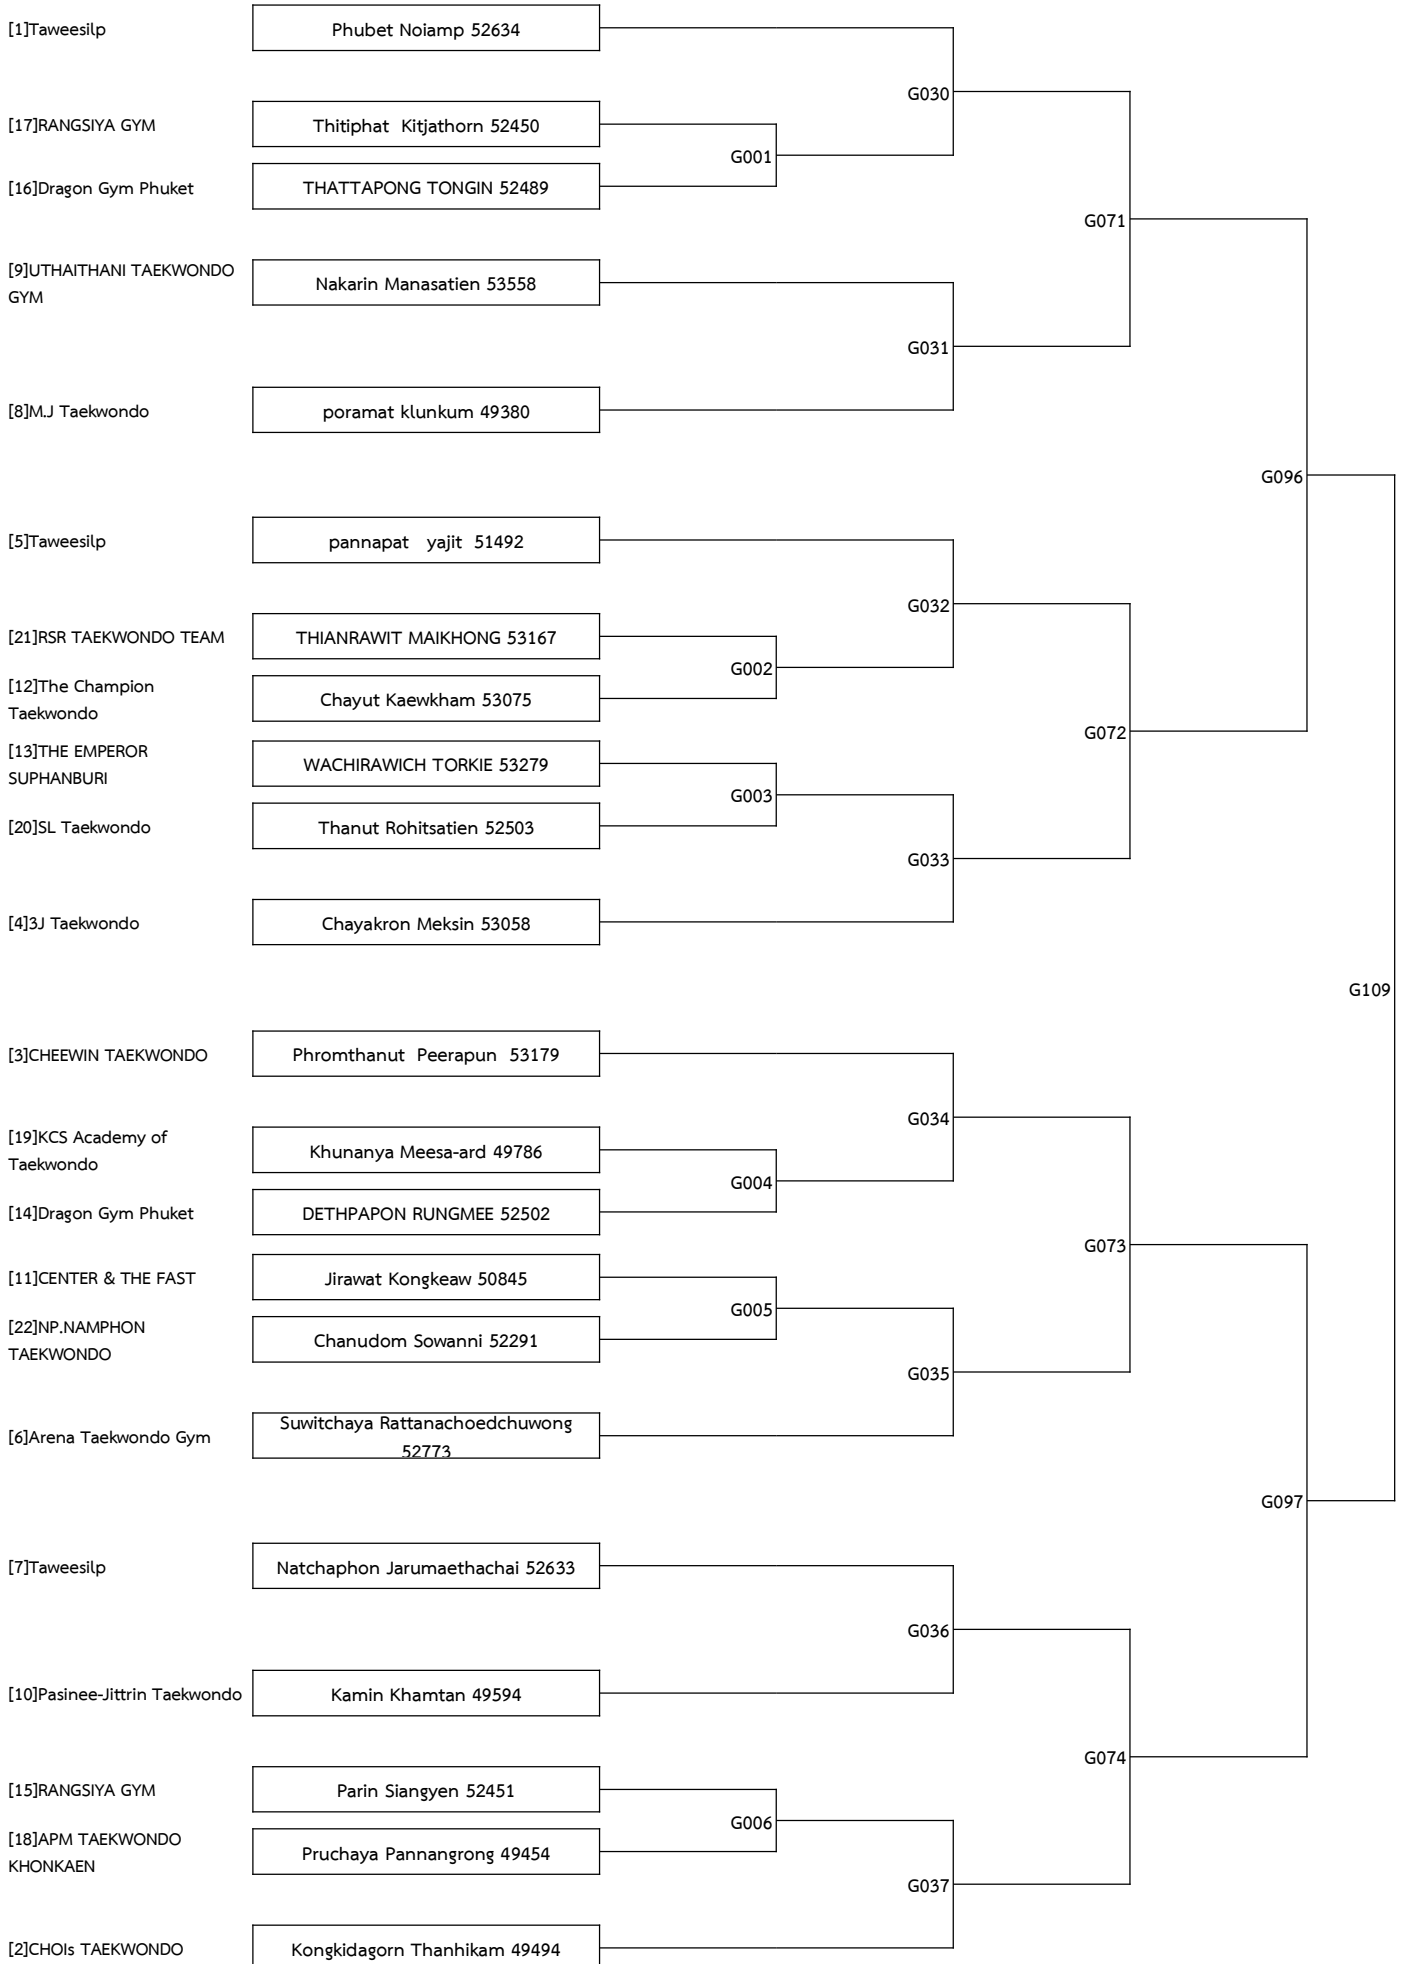 [1]Taweesilp
Phubet Noiamp 52634
G030
[17]RANGSIYA GYM
Thitiphat  Kitjathorn 52450
G001
[16]Dragon Gym Phuket
THATTAPONG TONGIN 52489
G071
[9]UTHAITHANI TAEKWONDO
GYM
Nakarin Manasatien 53558
G031
[8]M.J Taekwondo
poramat klunkum 49380
G096
[5]Taweesilp
pannapat   yajit  51492
G032
[21]RSR TAEKWONDO TEAM
THIANRAWIT MAIKHONG 53167
G002
[12]The Champion
Taekwondo
Chayut Kaewkham 53075
G072
[13]THE EMPEROR
SUPHANBURI
WACHIRAWICH TORKIE 53279
G003
[20]SL Taekwondo
Thanut Rohitsatien 52503
G033
[4]3J Taekwondo
Chayakron Meksin 53058
G109
[3]CHEEWIN TAEKWONDO
Phromthanut  Peerapun  53179
G034
[19]KCS Academy of
Taekwondo
Khunanya Meesa-ard 49786
G004
[14]Dragon Gym Phuket
DETHPAPON RUNGMEE 52502
G073
[11]CENTER & THE FAST
Jirawat Kongkeaw 50845
G005
[22]NP.NAMPHON
TAEKWONDO
Chanudom Sowanni 52291
G035
[6]Arena Taekwondo Gym
Suwitchaya Rattanachoedchuwong
52773
G097
[7]Taweesilp
Natchaphon Jarumaethachai 52633
G036
[10]Pasinee-Jittrin Taekwondo
Kamin Khamtan 49594
G074
[15]RANGSIYA GYM
Parin Siangyen 52451
G006
[18]APM TAEKWONDO
KHONKAEN
Pruchaya Pannangrong 49454
G037
[2]CHOIs TAEKWONDO
Kongkidagorn Thanhikam 49494